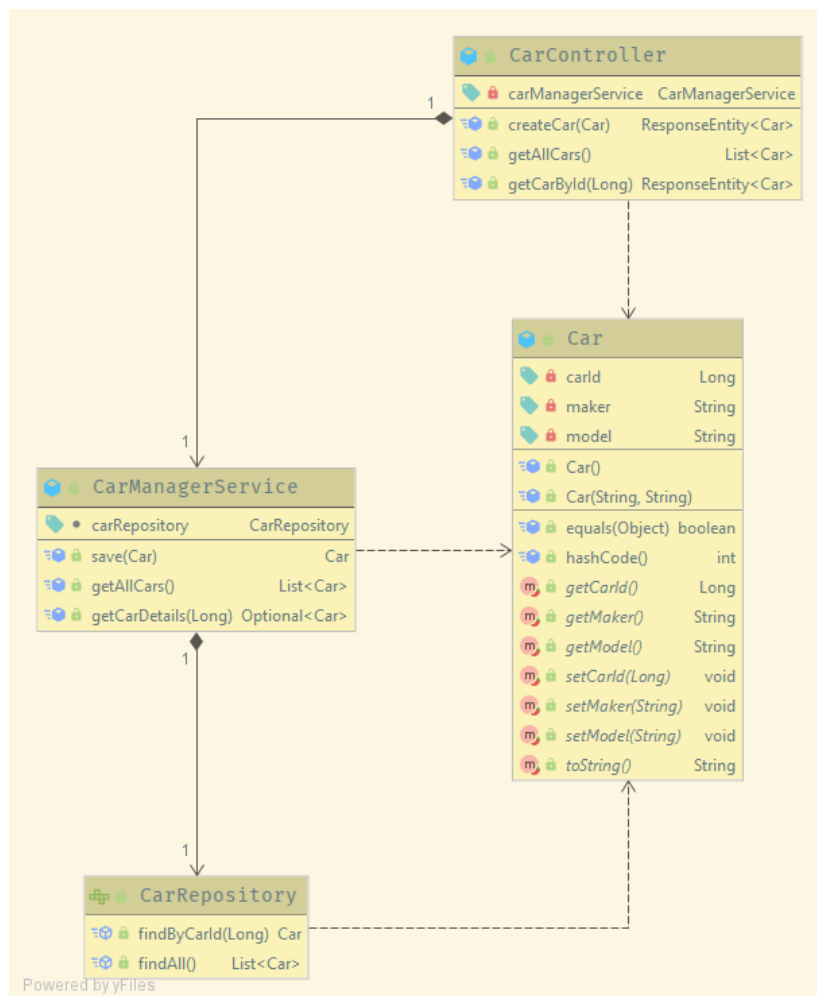 CarController
carManagerService CarManagerService
1
createCar(Car) ResponseEntity<Car>
getAllCars() List<Car>
getCarById(Long) ResponseEntity<Car>
Car
carId Long
maker String
model String
1
Car()
CarManagerService
Car(String, String)
carRepository CarRepository
equals(Object) boolean
save(Car) Car
hashCode() int
getAllCars() List<Car>
getCarId() Long
getCarDetails(Long) Optional<Car>
getMaker() String
getModel() String
1
setCarId(Long) void
setMaker(String) void
setModel(String) void
toString() String
1
CarRepository
findByCarId(Long) Car
findAll() List<Car>
Powered by yFiles